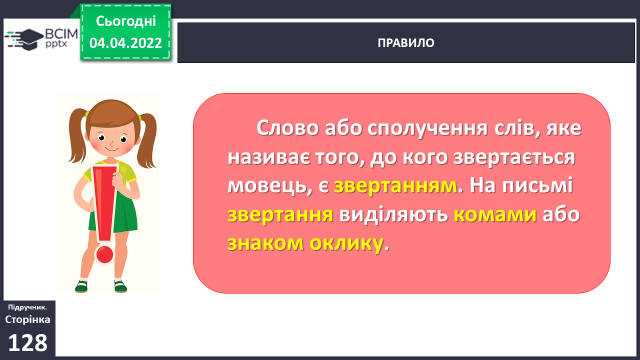 Сьогодні
04.04.2022
ВСІМ
pptx
ПРАВИЛО
Слово або сполучення слів, яке
називає того, до кого звертається
мовець, є звертанням. На письмі
звертання виділяють комами або
знаком оклику.
Підручник.
Сторінка
128